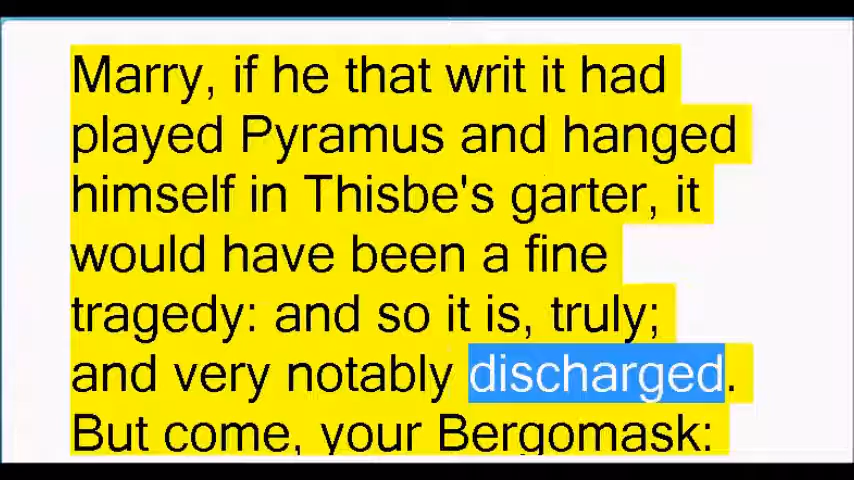 Marry, if he that writ it had
played Pyramus and hanged
himself in Thisbe's garter, it
would have been a fine
tragedy: and so it is, truly;
and very notably discharged.
But come, your Bergomask: